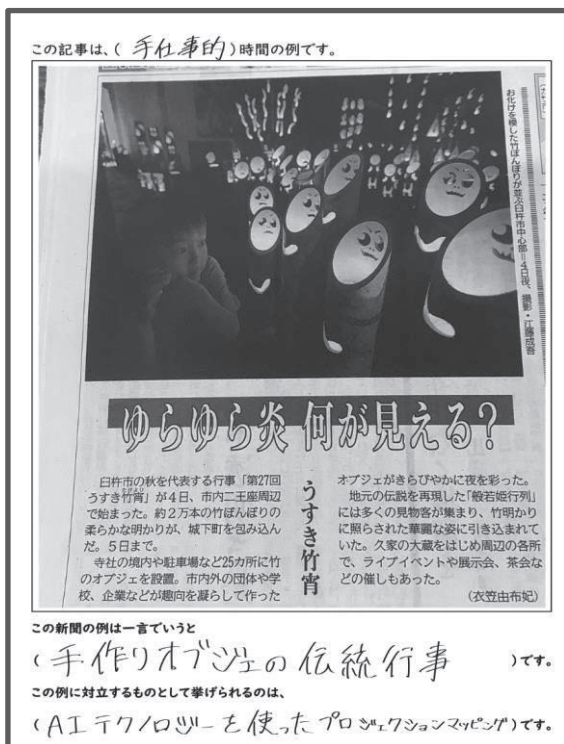 この記事は、( 手仕事的 )時間の例です。
お化けを模した竹ぼんぼりが並ぶ臼杵市中心部=4日夜、撮影・江藤成吾
ゆらゆら炎 何が見える?
うすき竹宵
臼杵市の秋を代表する行事「第27回
うすき竹宵」が4日、市内二王座周辺
で始まった。約2万本の竹ぼんぼりの
柔らかな明かりが、城下町を包み込ん
だ。5日まで。
寺社の境内や駐車場など25カ所に竹
のオブジェを設置。市内外の団体や学
校、企業などが趣向を凝らして作った
オブジェがきらびやかに夜を彩った。
地元の伝説を再現した「般若姫行列」
には多くの見物客が集まり、竹明かり
に照らされた華麗な姿に引き込まれて
いた。久家の大蔵をはじめ周辺の各所
で、ライブイベントや展示会、茶会な
どの催しもあった。
(衣笠由布妃)
この新聞の例は一言でいうと
( 手作りオブジェの伝統行事 )です。
この例に対立するものとして挙げられるのは、
( AIテクノロジーを使ったプロジェクションマッピング )です。